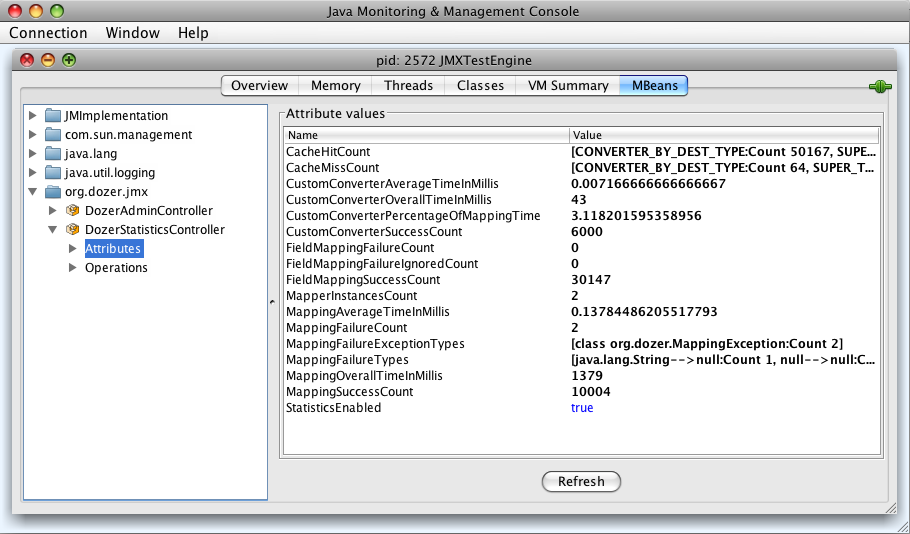 Java Monitoring & Management Console
Connection Window Help
pid: 2572 JMXTestEngine
Overview Memory Threads Classes VM Summary MBeans
JMImplementation
com.sun.management
java.lang
java.util.logging
org.dozer.jmx
DozerAdminController
DozerStatisticsController
Attributes
Operations
Attribute values
Name Value
CacheHitCount [CONVERTER_BY_DEST_TYPE:Count 50167, SUPE...
CacheMissCount [CONVERTER_BY_DEST_TYPE:Count 64, SUPER_T...
CustomConverterAverageTimeInMillis 0.007166666666666667
CustomConverterOverallTimeInMillis 43
CustomConverterPercentageOfMappingTime 3.118201595358956
CustomConverterSuccessCount 6000
FieldMappingFailureCount 0
FieldMappingFailureIgnoredCount 0
FieldMappingSuccessCount 30147
MapperInstancesCount 2
MappingAverageTimeInMillis 0.13784486205517793
MappingFailureCount 2
MappingFailureExceptionTypes [class org.dozer.MappingException:Count 2]
MappingFailureTypes [java.lang.String-->null:Count 1, null-->null:C...
MappingOverallTimeInMillis 1379
MappingSuccessCount 10004
StatisticsEnabled true
Refresh